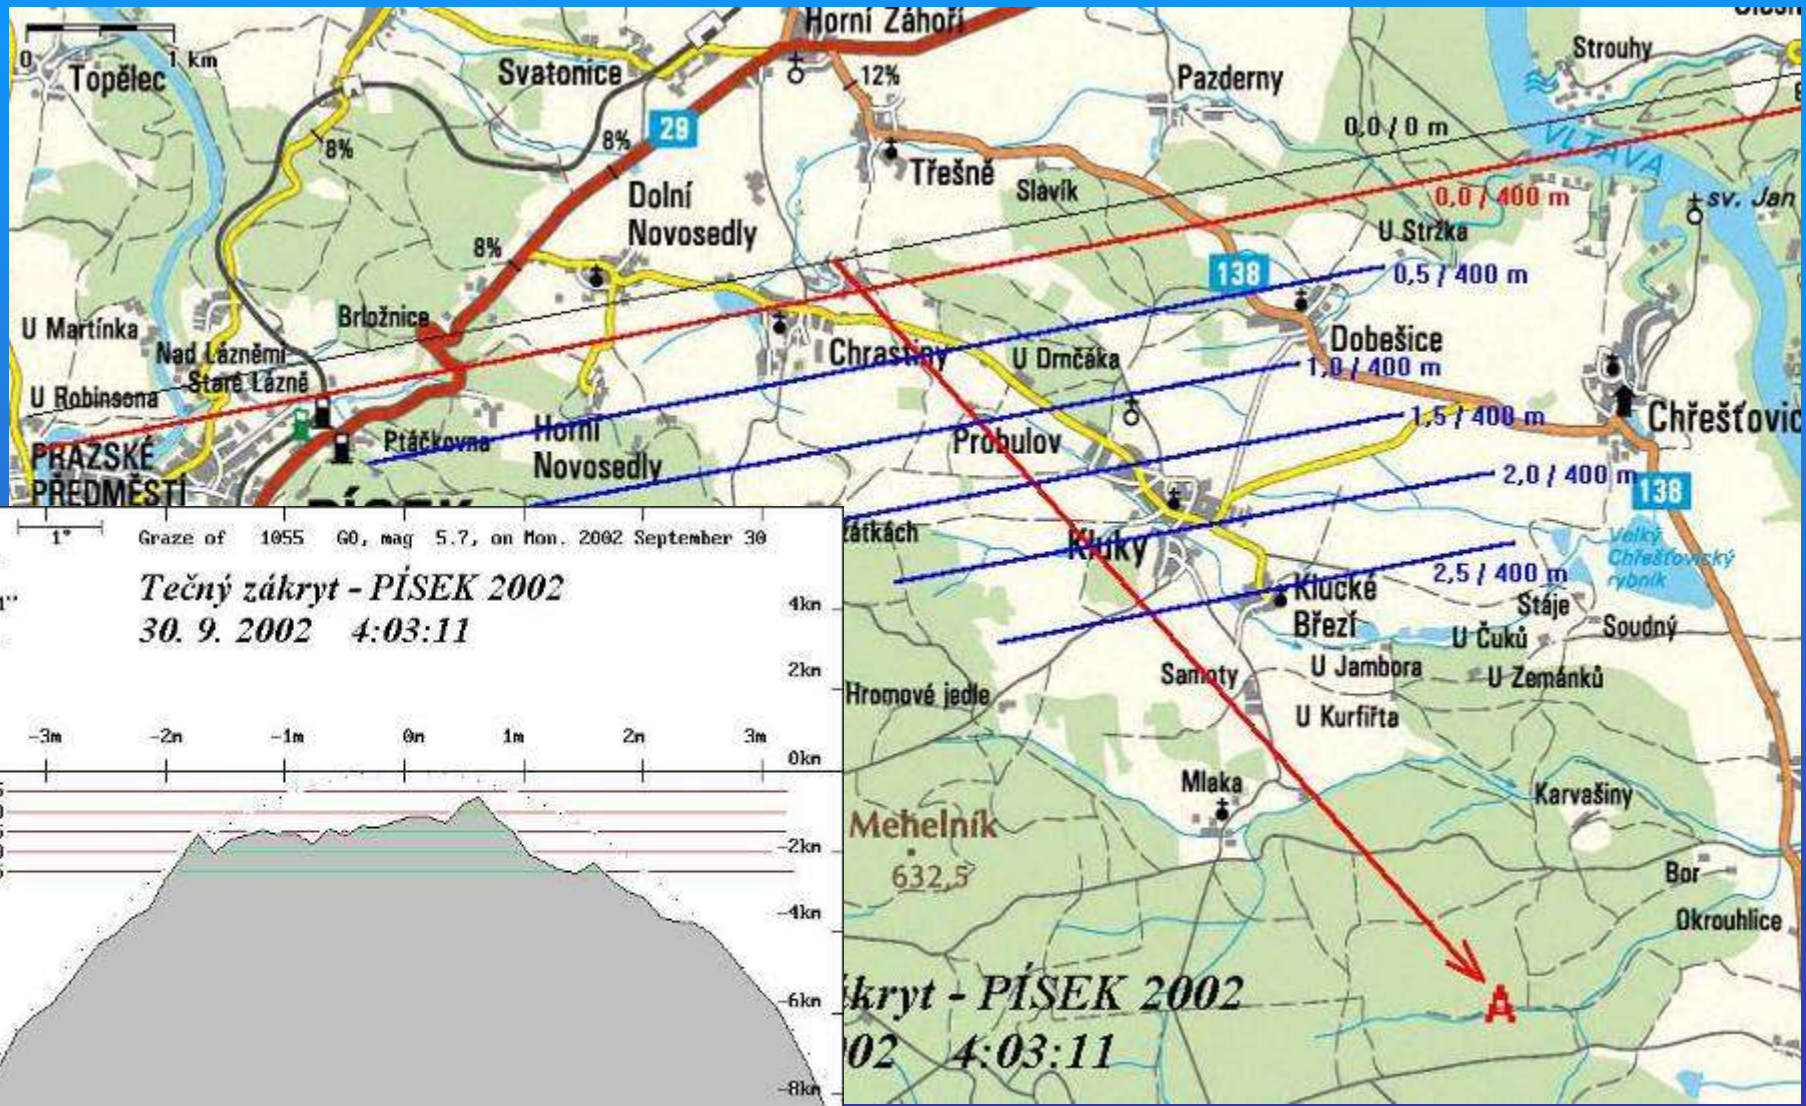 Horní Záhoří
0 1 km
Topělec
Svatonice
12%
Pazderny
Strouhy
29
8%
8%
0,0 / 0 m
VLTAVA
Třešně
Slavík
Dolní
Novosedly
0,0 / 400 m
sv. Jan
U Stržka
8%
138
0,5 / 400 m
U Martínka
Brložnice
Nad Lázněmi
Staré Lázně
Chrastiny
U Drnčáka
Dobešice
1,0 / 400 m
U Robinsona
Ptáčkovna
Horní
Novosedly
Probulov
1,5 / 400 m
Chřešťovic
PRAŽSKÉ
PŘEDMĚSTÍ
PÍSEK
2,0 / 400 m
138
zátkách
Kluky
Velký
Chřešťovický
rybník
2,5 / 400 m
Klucké
Březí
Stáje
Soudný
U Čuků
Samoty
U Jambora
U Zemánků
Hromové jedle
U Kurfiřta
Mlaka
Karvašiny
Mehelník
632,5
Bor
Okrouhlice
A
ákryt - PÍSEK 2002
02 4:03:11
1° Graze of 1055 G0, mag 5.7, on Mon. 2002 September 30
Tečný zákryt - PÍSEK 2002
30. 9. 2002 4:03:11
4km
2km
-3m -2m -1m 0m 1m 2m 3m
0km
-2km
-4km
-6km
-8km